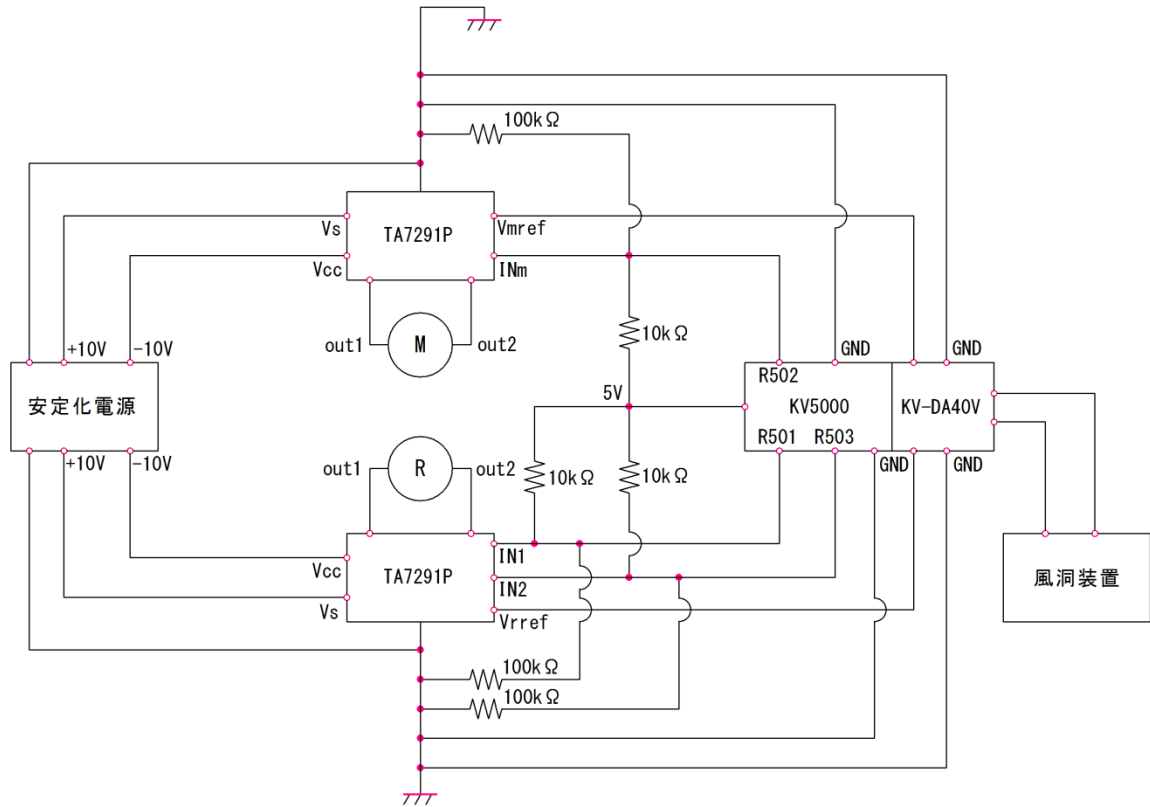 100kΩ
Vs
TA7291P
Vmref
Vcc
INm
out1
M
out2
10kΩ
+10V
-10V
GND
GND
安定化電源
5V
R502
KV5000
KV-DA40V
R501
R503
+10V
-10V
out1
R
out2
10kΩ
10kΩ
GND
GND
IN1
TA7291P
Vcc
IN2
Vs
Vrref
風洞装置
100kΩ
100kΩ